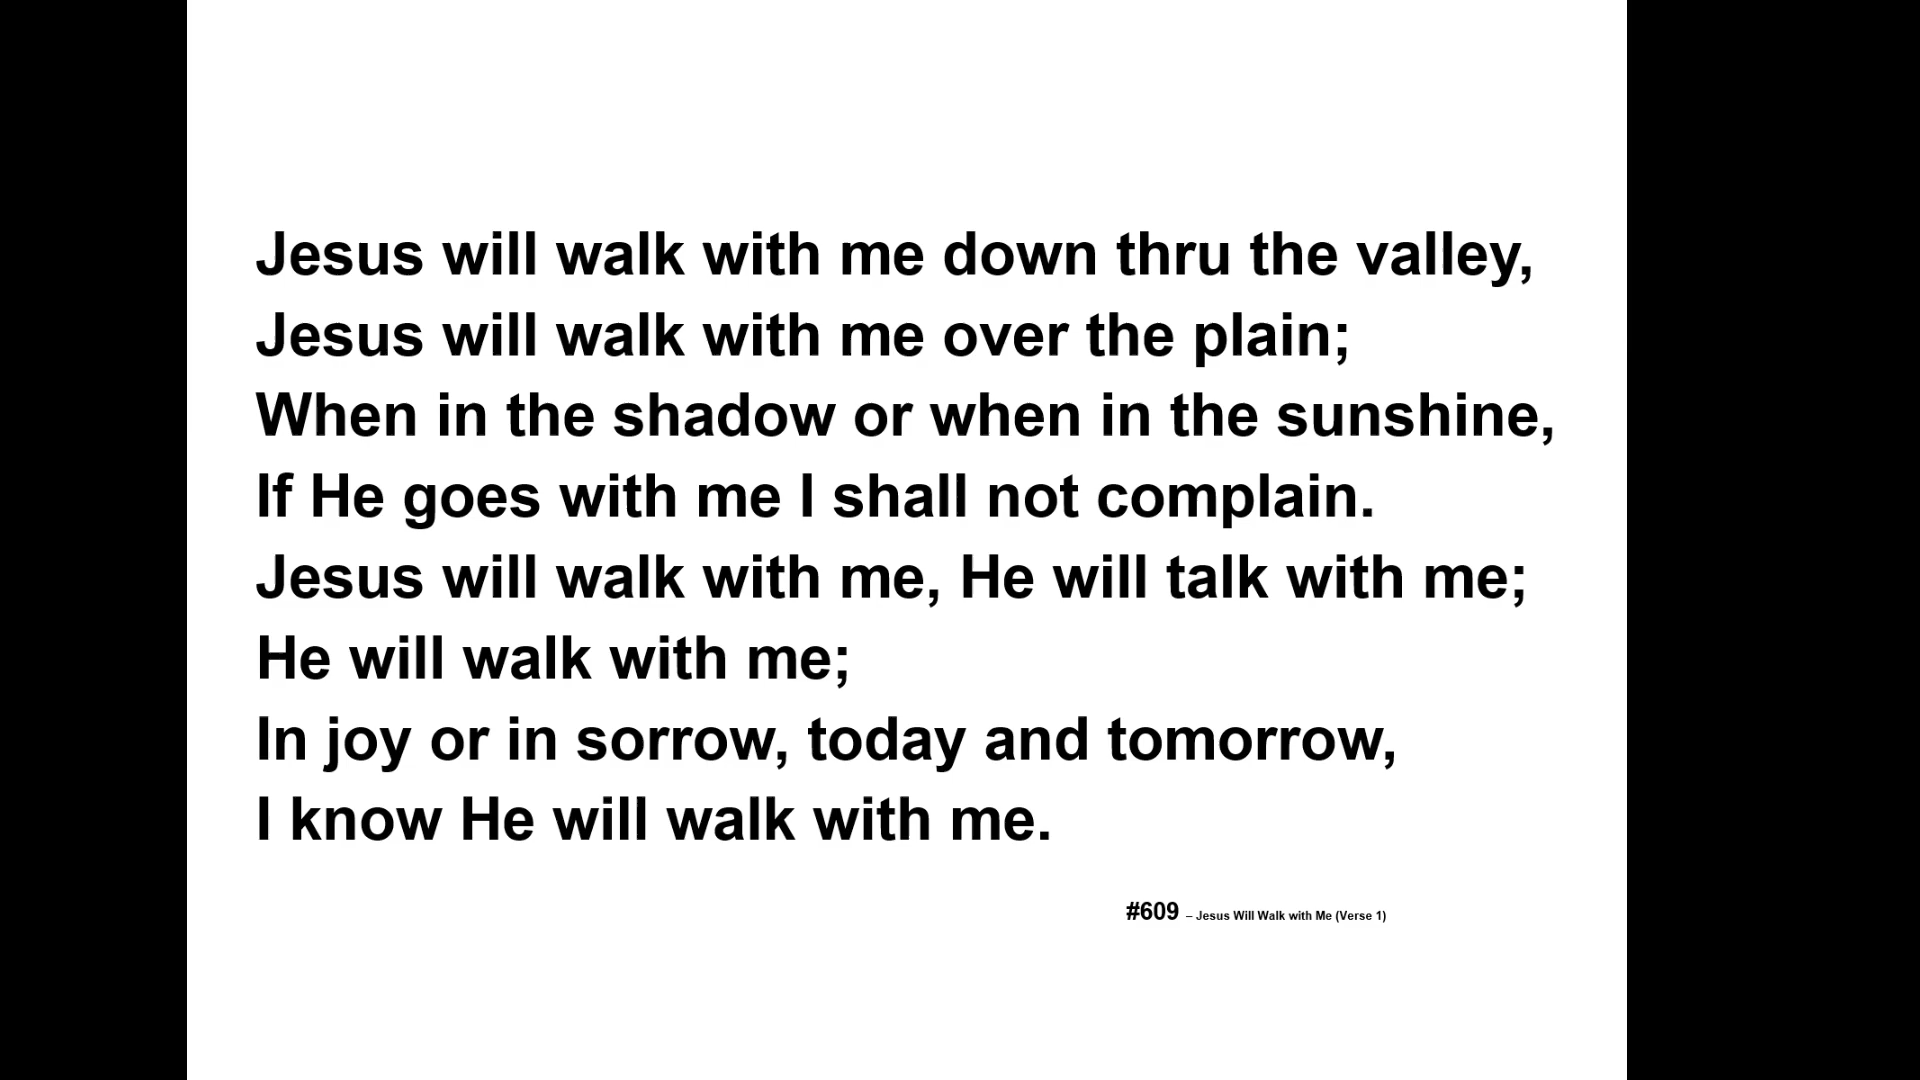 Jesus will walk with me down thru the valley,
Jesus will walk with me over the plain;
When in the shadow or when in the sunshine,
If He goes with me I shall not complain.
Jesus will walk with me, He will talk with me;
He will walk with me;
In joy or in sorrow, today and tomorrow,
I know He will walk with me.
#609 – Jesus Will Walk with Me (Verse 1)